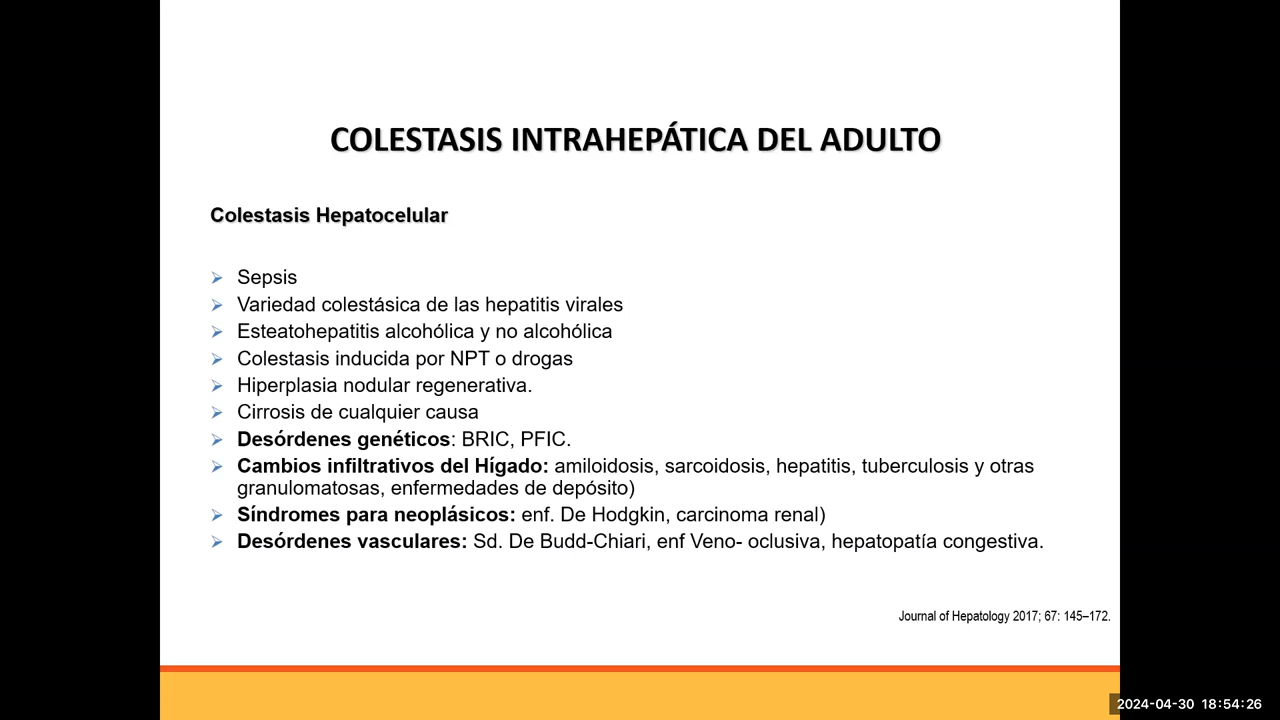 COLESTASIS INTRAHEPÁTICA DEL ADULTO
Colestasis Hepatocelular
Sepsis
Variedad colestásica de las hepatitis virales
Esteatohepatitis alcohólica y no alcohólica
Colestasis inducida por NPT o drogas
Hiperplasia nodular regenerativa.
Cirrosis de cualquier causa
Desórdenes genéticos: BRIC, PFIC.
Cambios infiltrativos del Hígado: amiloidosis, sarcoidosis, hepatitis, tuberculosis y otras
granulomatosas, enfermedades de depósito)
Síndromes para neoplásicos: enf. De Hodgkin, carcinoma renal)
Desórdenes vasculares: Sd. De Budd-Chiari, enf Veno- oclusiva, hepatopatía congestiva.
Journal of Hepatology 2017; 67: 145–172.
2024-04-30 18:54:26